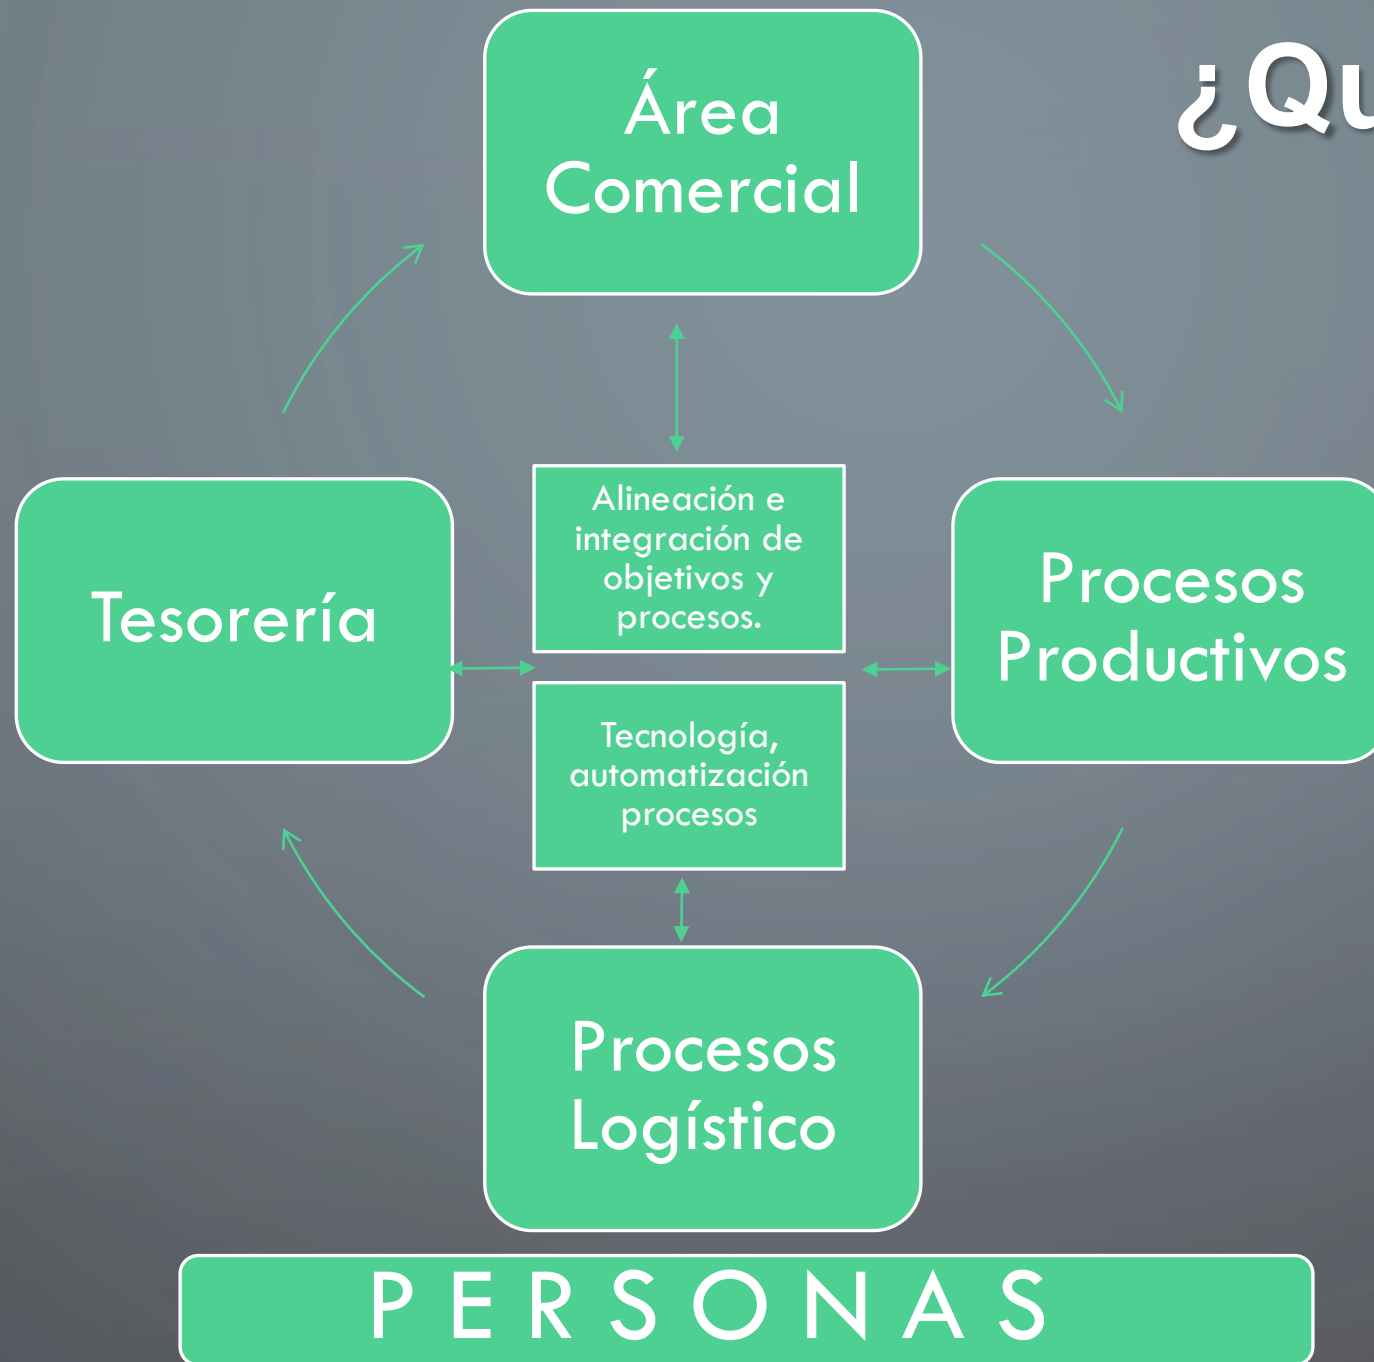 ¿Qu
Área
Comercial
Alineación e
integración de
objetivos y
procesos.
Tesorería
Procesos
Productivos
Tecnología,
automatización
procesos
Procesos
Logístico
P E R S O N A S